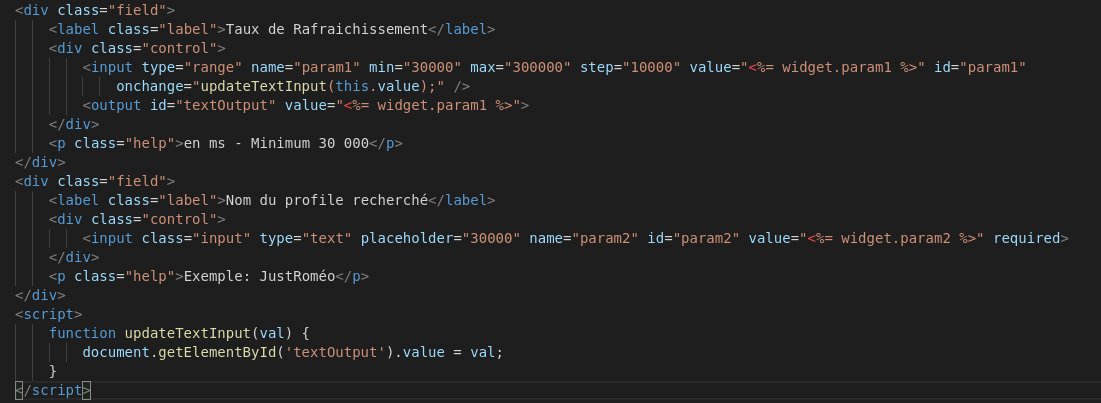 <div class="field">
<label class="label">Taux de Rafraichissement</label>
<div class="control">
<input type="range" name="param1" min="30000" max="300000" step="10000" value="<%= widget.param1 %>" id="param1"
onchange="updateTextInput(this.value);" />
<output id="textOutput" value="<%= widget.param1 %>">
</div>
<p class="help">en ms - Minimum 30 000</p>
</div>
<div class="field">
<label class="label">Nom du profile recherché</label>
<div class="control">
<input class="input" type="text" placeholder="30000" name="param2" id="param2" value="<%= widget.param2 %>" required>
</div>
<p class="help">Exemple: JustRoméo</p>
</div>
<script>
function updateTextInput(val) {
document.getElementById('textOutput').value = val;
}
</script>